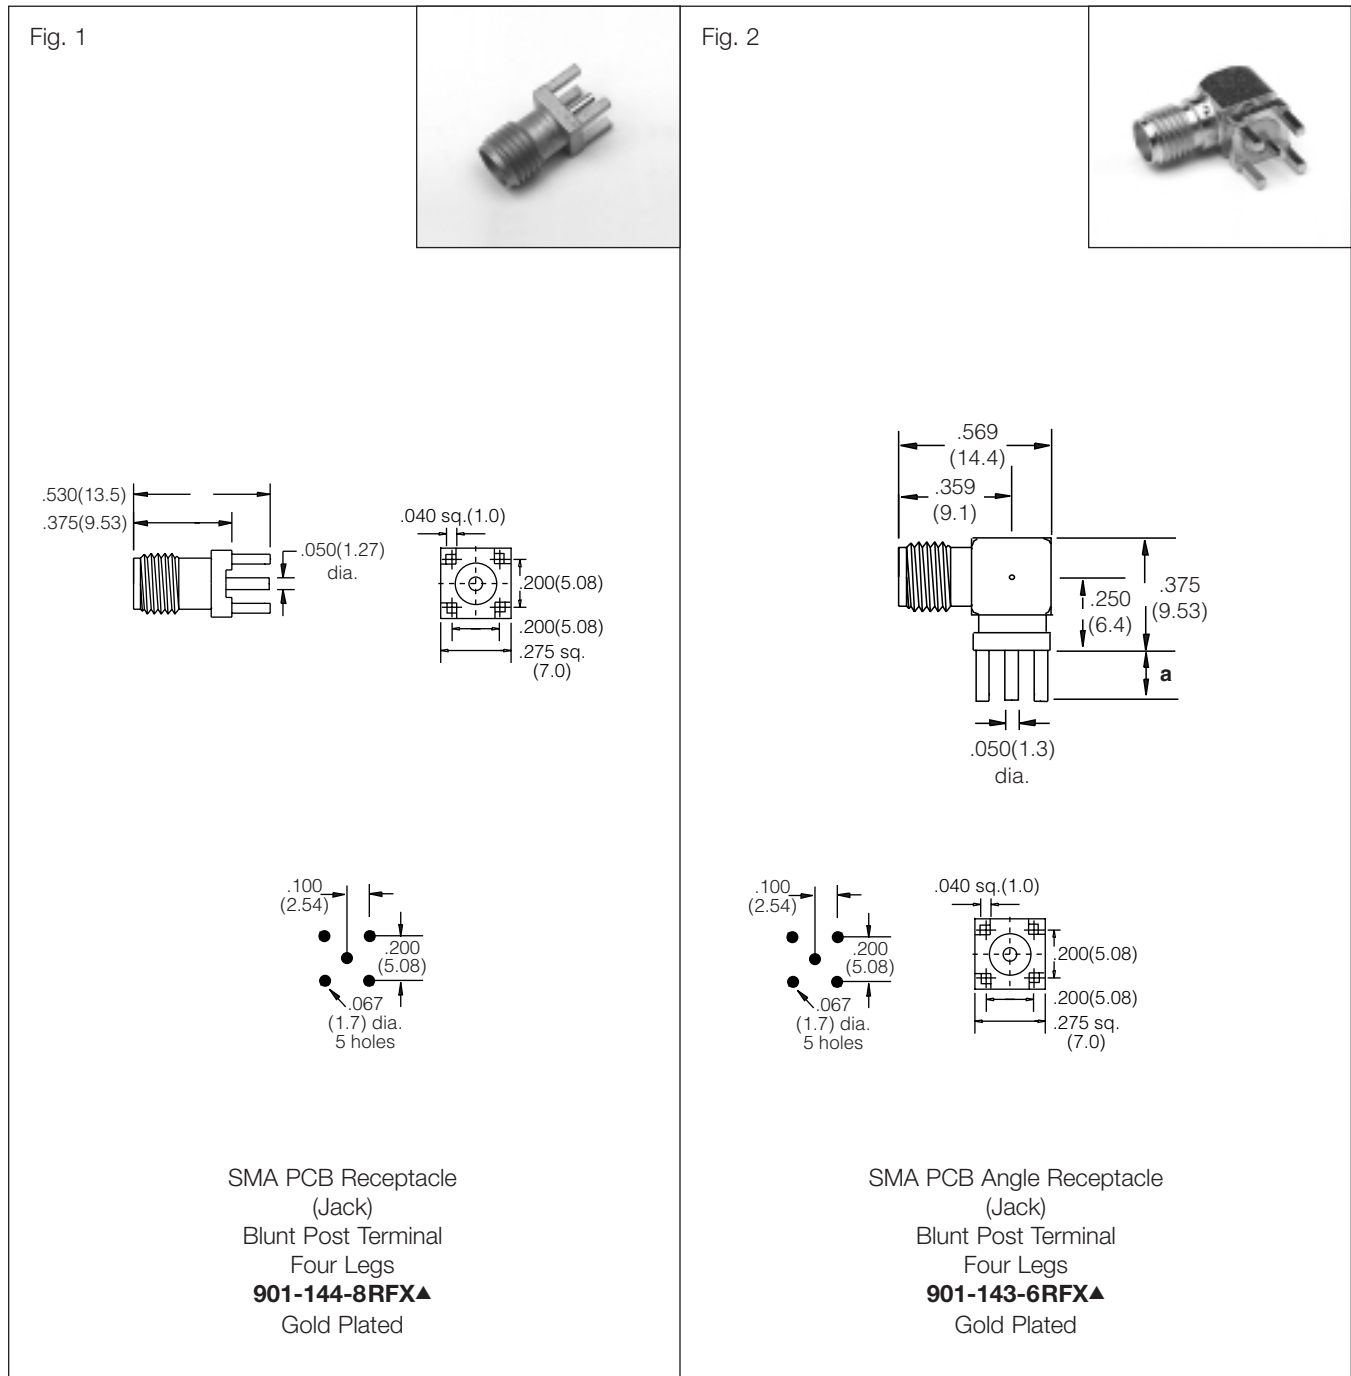 Fig. 1
.530(13.5)
.375(9.53)
.050(1.27)
dia.
.040 sq.(1.0)
.200(5.08)
.200(5.08)
.275 sq.
(7.0)
.100
(2.54)
.200
(5.08)
.067
(1.7) dia.
5 holes
SMA PCB Receptacle
(Jack)
Blunt Post Terminal
Four Legs
901-144-8RFX▲
Gold Plated
Fig. 2
.569
(14.4)
.359
(9.1)
.250
(6.4)
.375
(9.53)
a
.050(1.3)
dia.
.100
(2.54)
.200
(5.08)
.067
(1.7) dia.
5 holes
.040 sq.(1.0)
.200(5.08)
.200(5.08)
.275 sq.
(7.0)
SMA PCB Angle Receptacle
(Jack)
Blunt Post Terminal
Four Legs
901-143-6RFX▲
Gold Plated